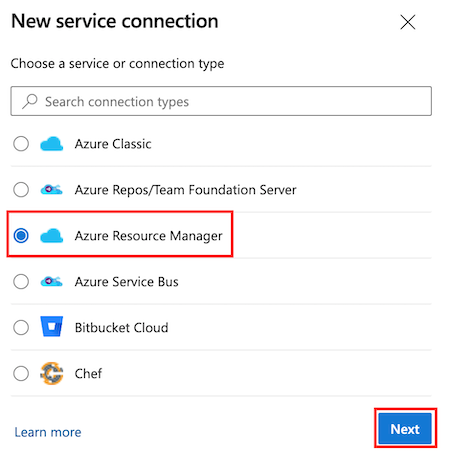 New service connection
Choose a service or connection type
Search connection types
Azure Classic
Azure Repos/Team Foundation Server
Azure Resource Manager
Azure Service Bus
Bitbucket Cloud
Chef
Learn more
Next